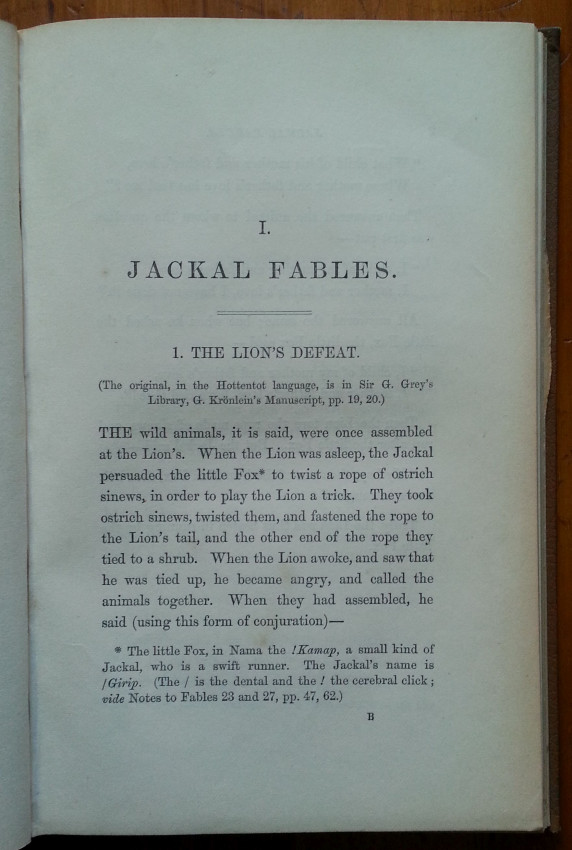 I.
JACKAL FABLES.
1. THE LION'S DEFEAT.
(The original, in the Hottentot language, is in Sir G. Grey's
Library, G. Krönlein's Manuscript, pp. 19, 20.)
THE wild animals, it is said, were once assembled
at the Lion's. When the Lion was asleep, the Jackal
persuaded the little Fox* to twist a rope of ostrich
sinews, in order to play the Lion a trick. They took
ostrich sinews, twisted them, and fastened the rope to
the Lion's tail, and the other end of the rope they
tied to a shrub. When the Lion awoke, and saw that
he was tied up, he became angry, and called the
animals together. When they had assembled, he
said (using this form of conjuration)—
* The little Fox, in Nama the !Kamap, a small kind of
Jackal, who is a swift runner. The Jackal's name is
/Girip. (The / is the dental and the ! the cerebral click;
vide Notes to Fables 23 and 27, pp. 47, 62.)
B